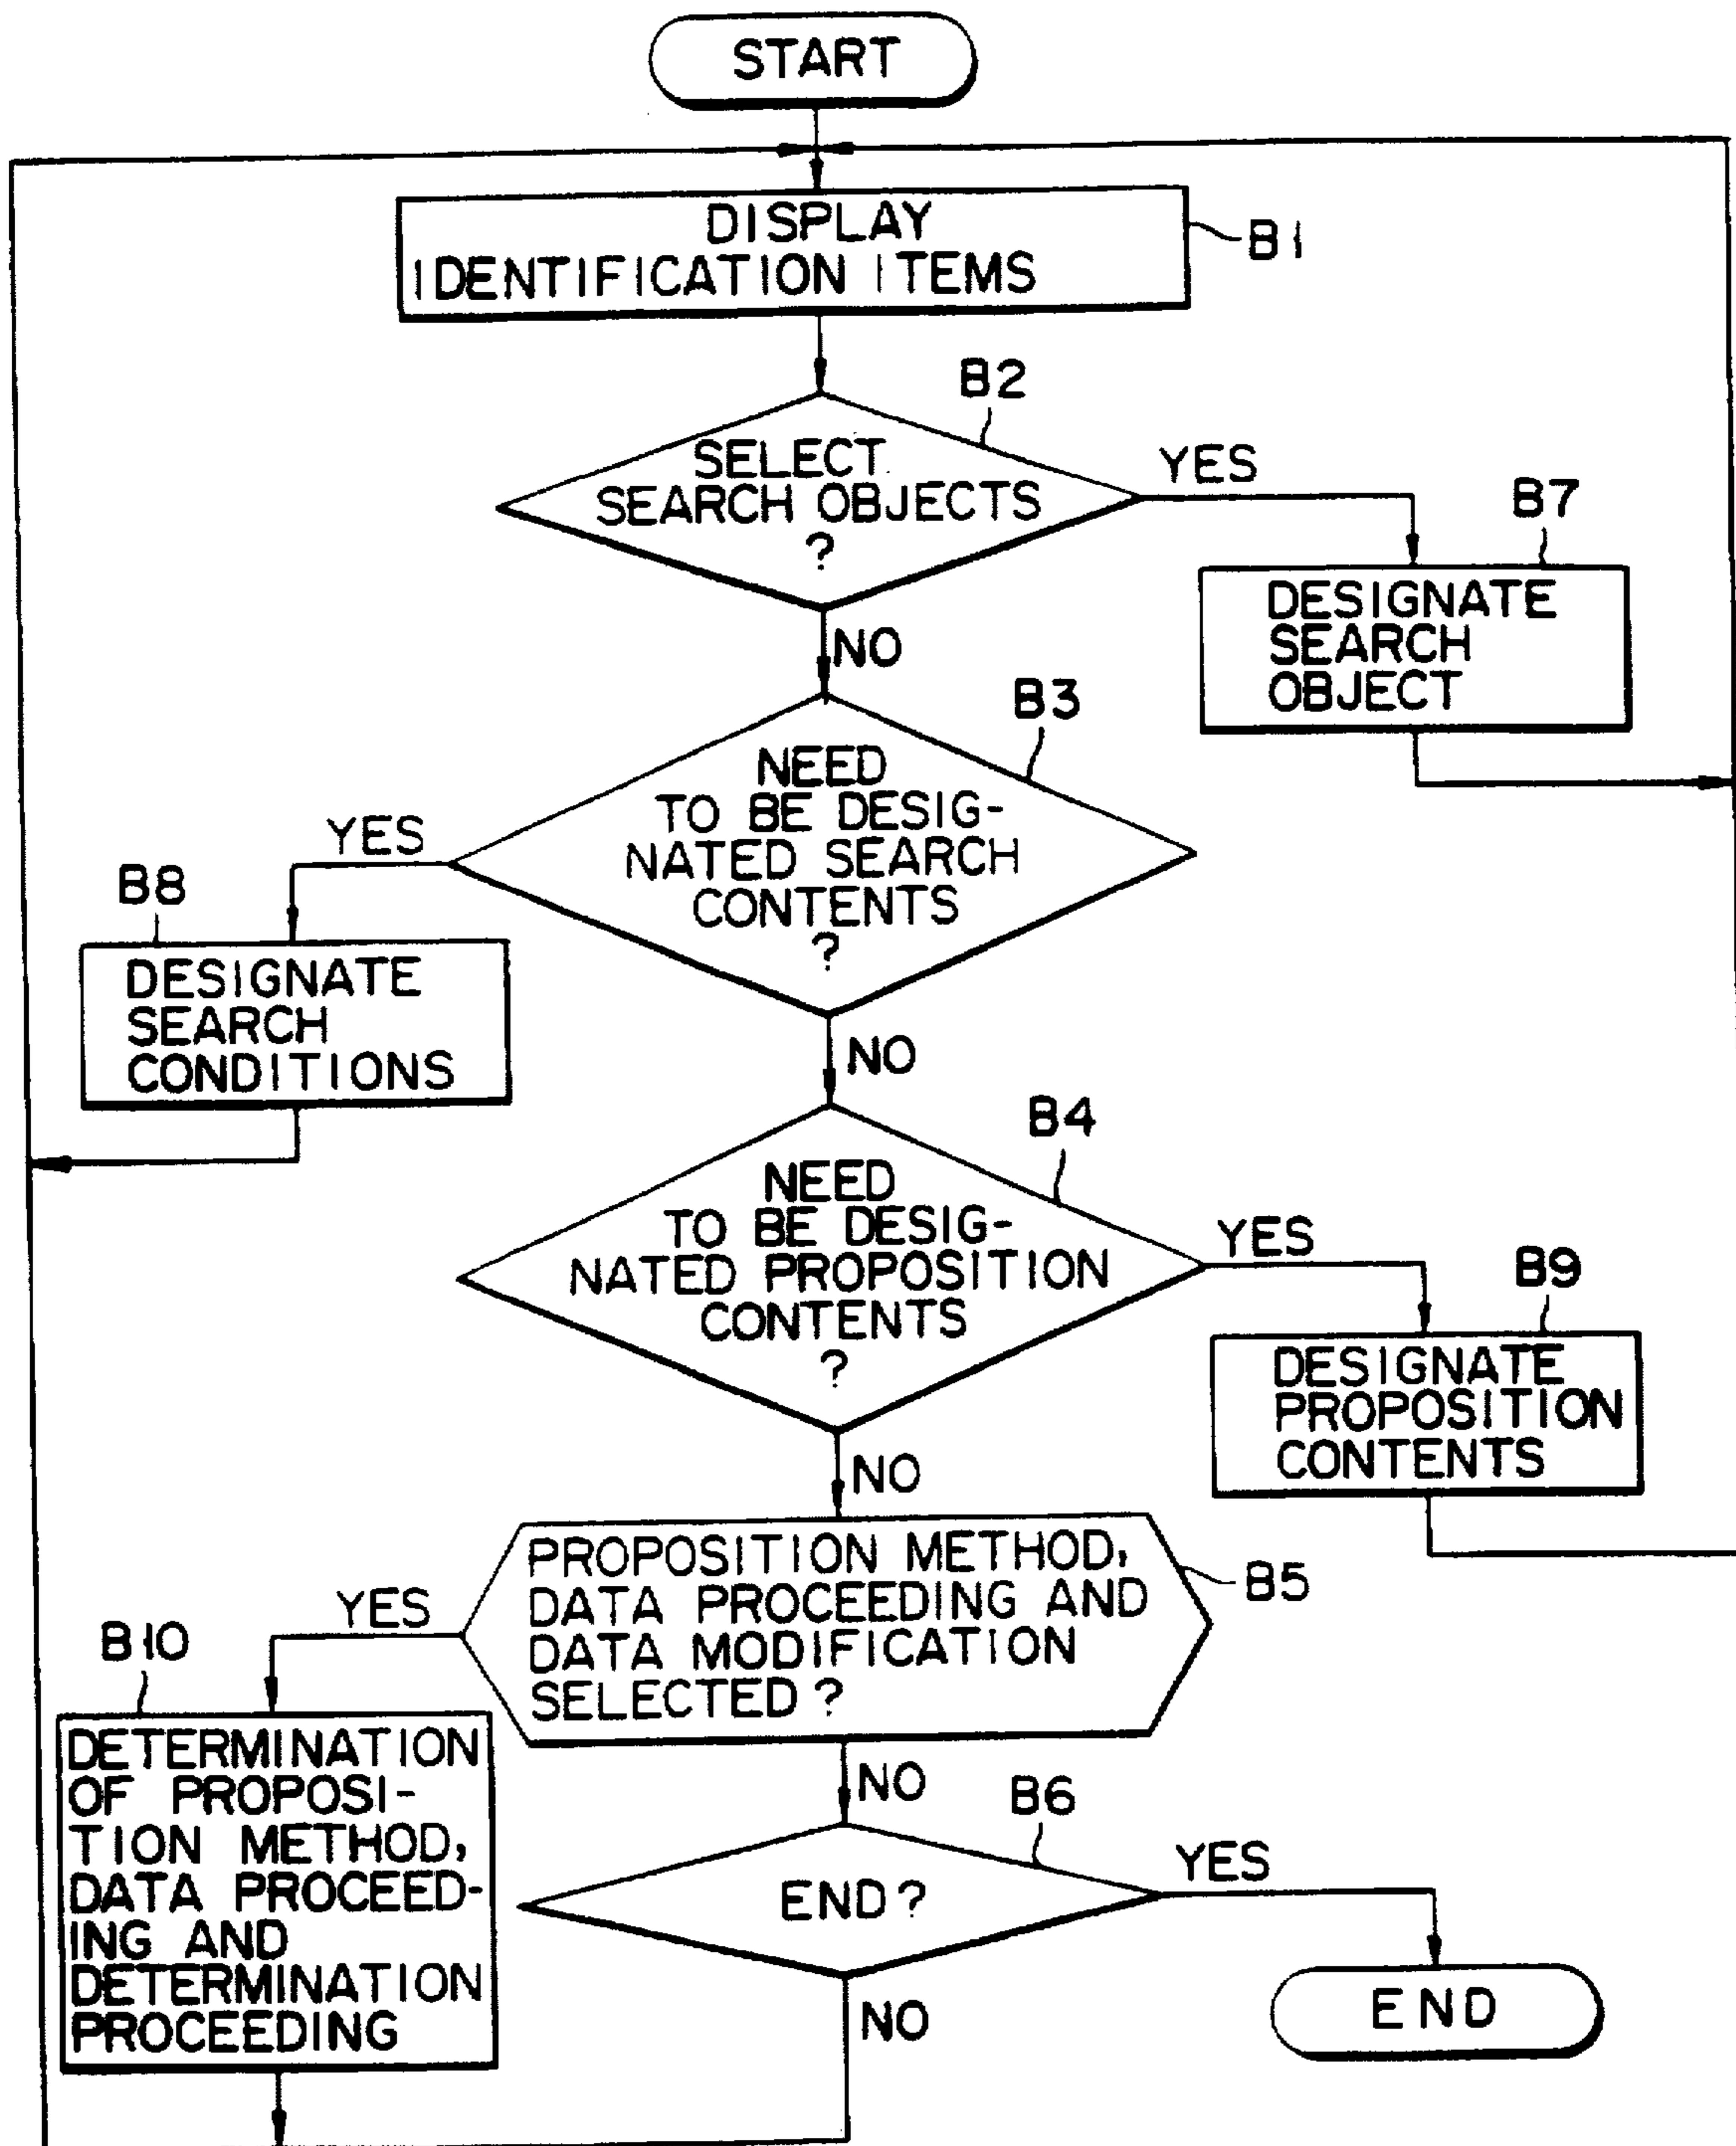 START
DISPLAY
IDENTIFICATION ITEMS
B1
B2
SELECT
SEARCH OBJECTS
?
YES
B7
DESIGNATE
SEARCH
OBJECT
NO
B3
NEED
TO BE DESIG-
NATED SEARCH
CONTENTS
?
YES
B8
DESIGNATE
SEARCH
CONDITIONS
NO
B4
NEED
TO BE DESIG-
NATED PROPOSITION
CONTENTS
?
YES
B9
DESIGNATE
PROPOSITION
CONTENTS
NO
PROPOSITION METHOD,
DATA PROCEEDING AND
DATA MODIFICATION
SELECTED ?
B5
YES
B10
DETERMINATION
OF PROPOSI-
TION METHOD,
DATA PROCEED-
ING AND
DETERMINATION
PROCEEDING
NO
B6
END ?
YES
END
NO